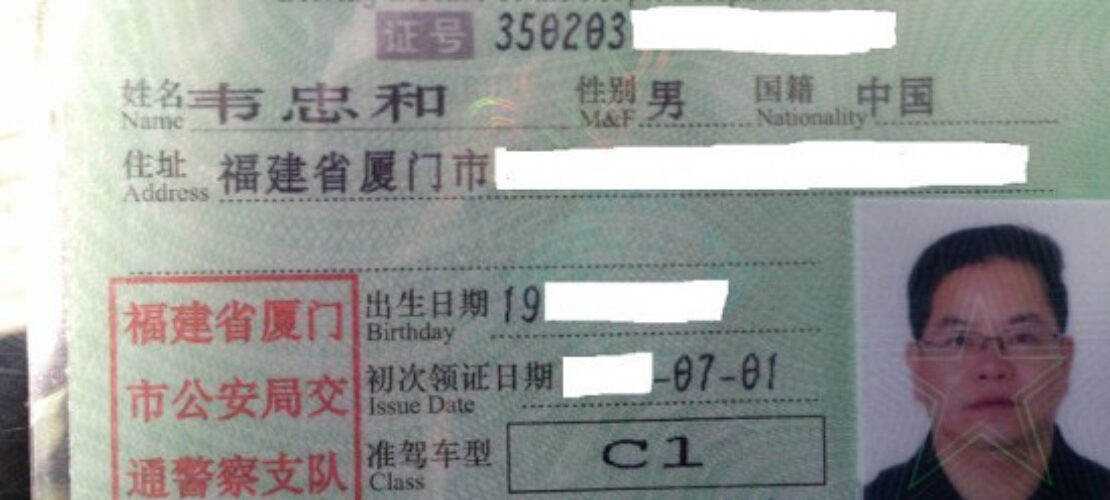 证号 350203
姓名 韦忠和 性别 男 国籍 中国
Name M&F Nationality
住址 福建省厦门市
Address
福建省厦门
市公安局交
通警察支队
出生日期 19
Birthday
初次领证日期 -07-01
Issue Date
准驾车型 C1
Class